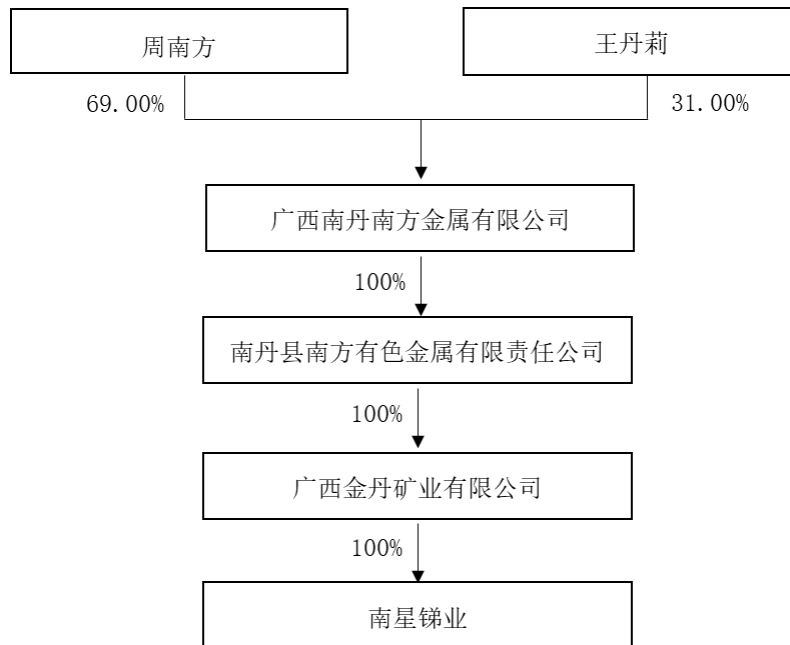 周南方
王丹莉
69.00%
31.00%
广西南丹南方金属有限公司
100%
南丹县南方有色金属有限责任公司
100%
广西金丹矿业有限公司
100%
南星锑业